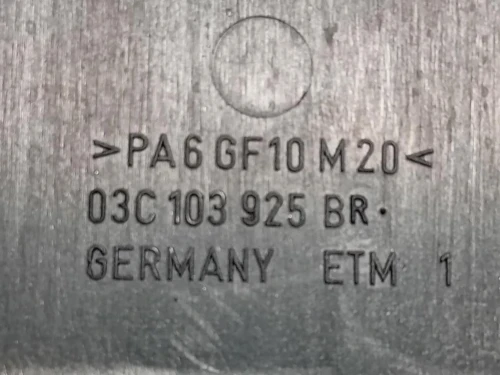 >PA6 GF10 M20<
03C 103 925 BR.
GERMANY ETM 1